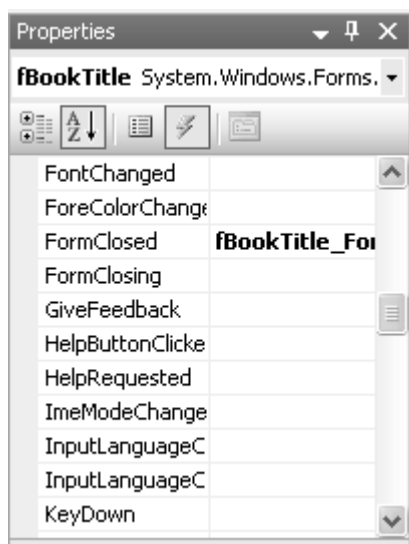 Properties
fBookTitle System.Windows.Forms.
A
Z
FontChanged
ForeColorChange
FormClosed fBookTitle_For
FormClosing
GiveFeedback
HelpButtonClicke
HelpRequested
ImeModeChange
InputLanguageC
InputLanguageC
KeyDown